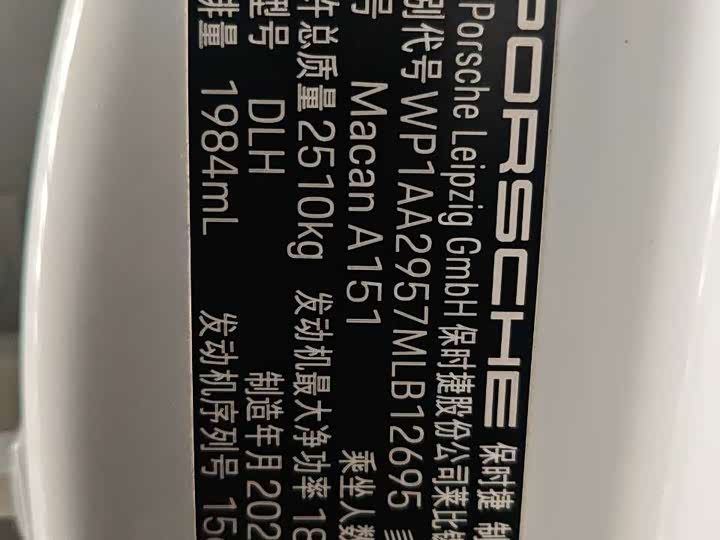 PORSCHE 保时捷 制
Porsche Leipzig GmbH 保时捷股份公司莱比锡
别代号 WP1AA2957MLB12695
号 Macan A151 乘坐人数
许总质量 2510kg 发动机最大净功率 18
型号 DLH 制造年月 202
排量 1984mL 发动机序列号 15